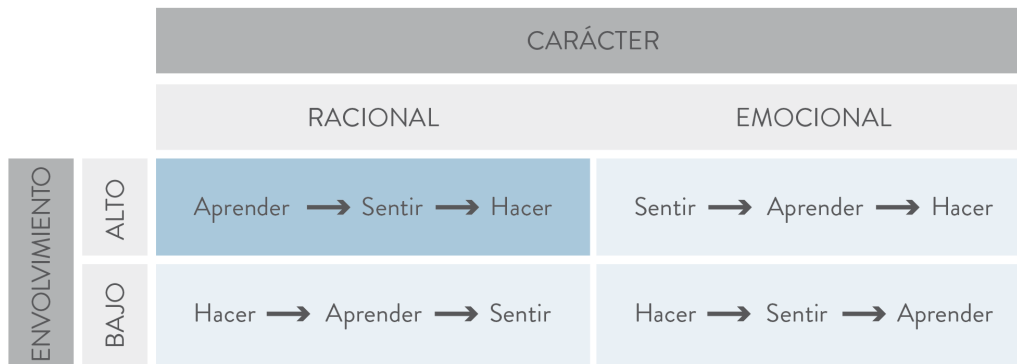 CARÁCTER
RACIONAL EMOCIONAL
ENVOLVIMIENTO
ALTO
Aprender → Sentir → Hacer
Sentir → Aprender → Hacer
BAJO
Hacer → Aprender → Sentir
Hacer → Sentir → Aprender